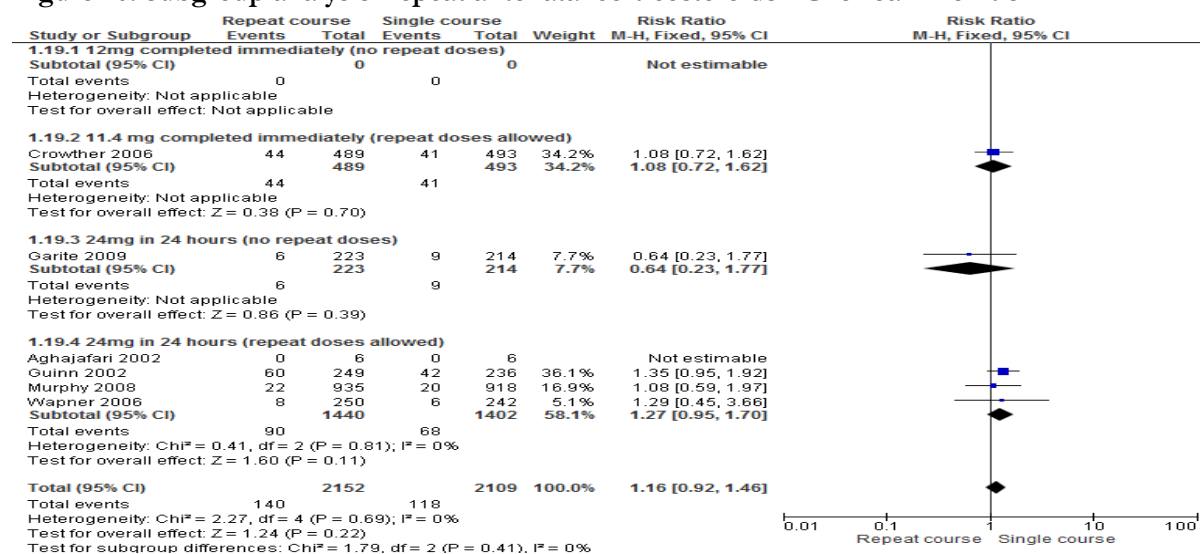 Repeat course Single course Risk Ratio Risk Ratio
Study or Subgroup Events Total Events Total Weight M-H, Fixed, 95% CI M-H, Fixed, 95% CI
1.19.1 12mg completed immediately (no repeat doses)
Subtotal (95% CI) 0 0 Not estimable
Total events 0 0
Heterogeneity: Not applicable
Test for overall effect: Not applicable
1.19.2 11.4 mg completed immediately (repeat doses allowed)
Crowther 2006 44 489 41 493 34.2% 1.08 [0.72, 1.62]
Subtotal (95% CI) 489 493 34.2% 1.08 [0.72, 1.62]
Total events 44 41
Heterogeneity: Not applicable
Test for overall effect: Z = 0.38 (P = 0.70)
1.19.3 24mg in 24 hours (no repeat doses)
Garite 2009 6 223 9 214 7.7% 0.64 [0.23, 1.77]
Subtotal (95% CI) 223 214 7.7% 0.64 [0.23, 1.77]
Total events 6 9
Heterogeneity: Not applicable
Test for overall effect: Z = 0.86 (P = 0.39)
1.19.4 24mg in 24 hours (repeat doses allowed)
Aghajafari 2002 0 6 0 6 Not estimable
Guinn 2002 60 249 42 236 36.1% 1.35 [0.95, 1.92]
Murphy 2008 22 935 20 918 16.9% 1.08 [0.59, 1.97]
Wapner 2006 8 250 6 242 5.1% 1.29 [0.45, 3.66]
Subtotal (95% CI) 1440 1402 58.1% 1.27 [0.95, 1.70]
Total events 90 68
Heterogeneity: Chi² = 0.41, df = 2 (P = 0.81); I² = 0%
Test for overall effect: Z = 1.60 (P = 0.11)
Total (95% CI) 2152 2109 100.0% 1.16 [0.92, 1.46]
Total events 140 118
Heterogeneity: Chi² = 2.27, df = 4 (P = 0.69); I² = 0%
Test for overall effect: Z = 1.24 (P = 0.22)
Test for subgroup differences: Chi² = 1.79, df = 2 (P = 0.41), I² = 0%
0.01 0.1 1 10 100
Repeat course Single course